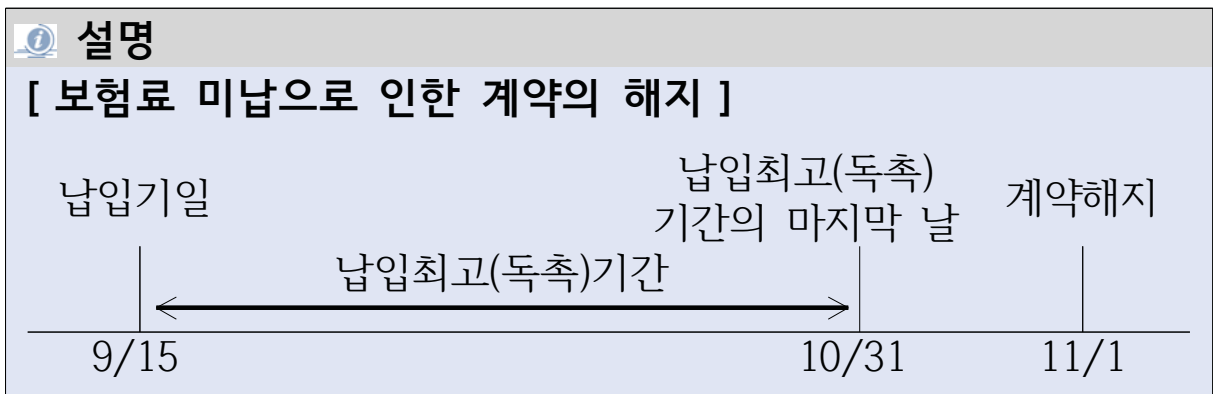 설명
[ 보험료 미납으로 인한 계약의 해지 ]
납입기일
납입최고(독촉)
기간의 마지막 날
계약해지
납입최고(독촉)기간
9/15
10/31
11/1